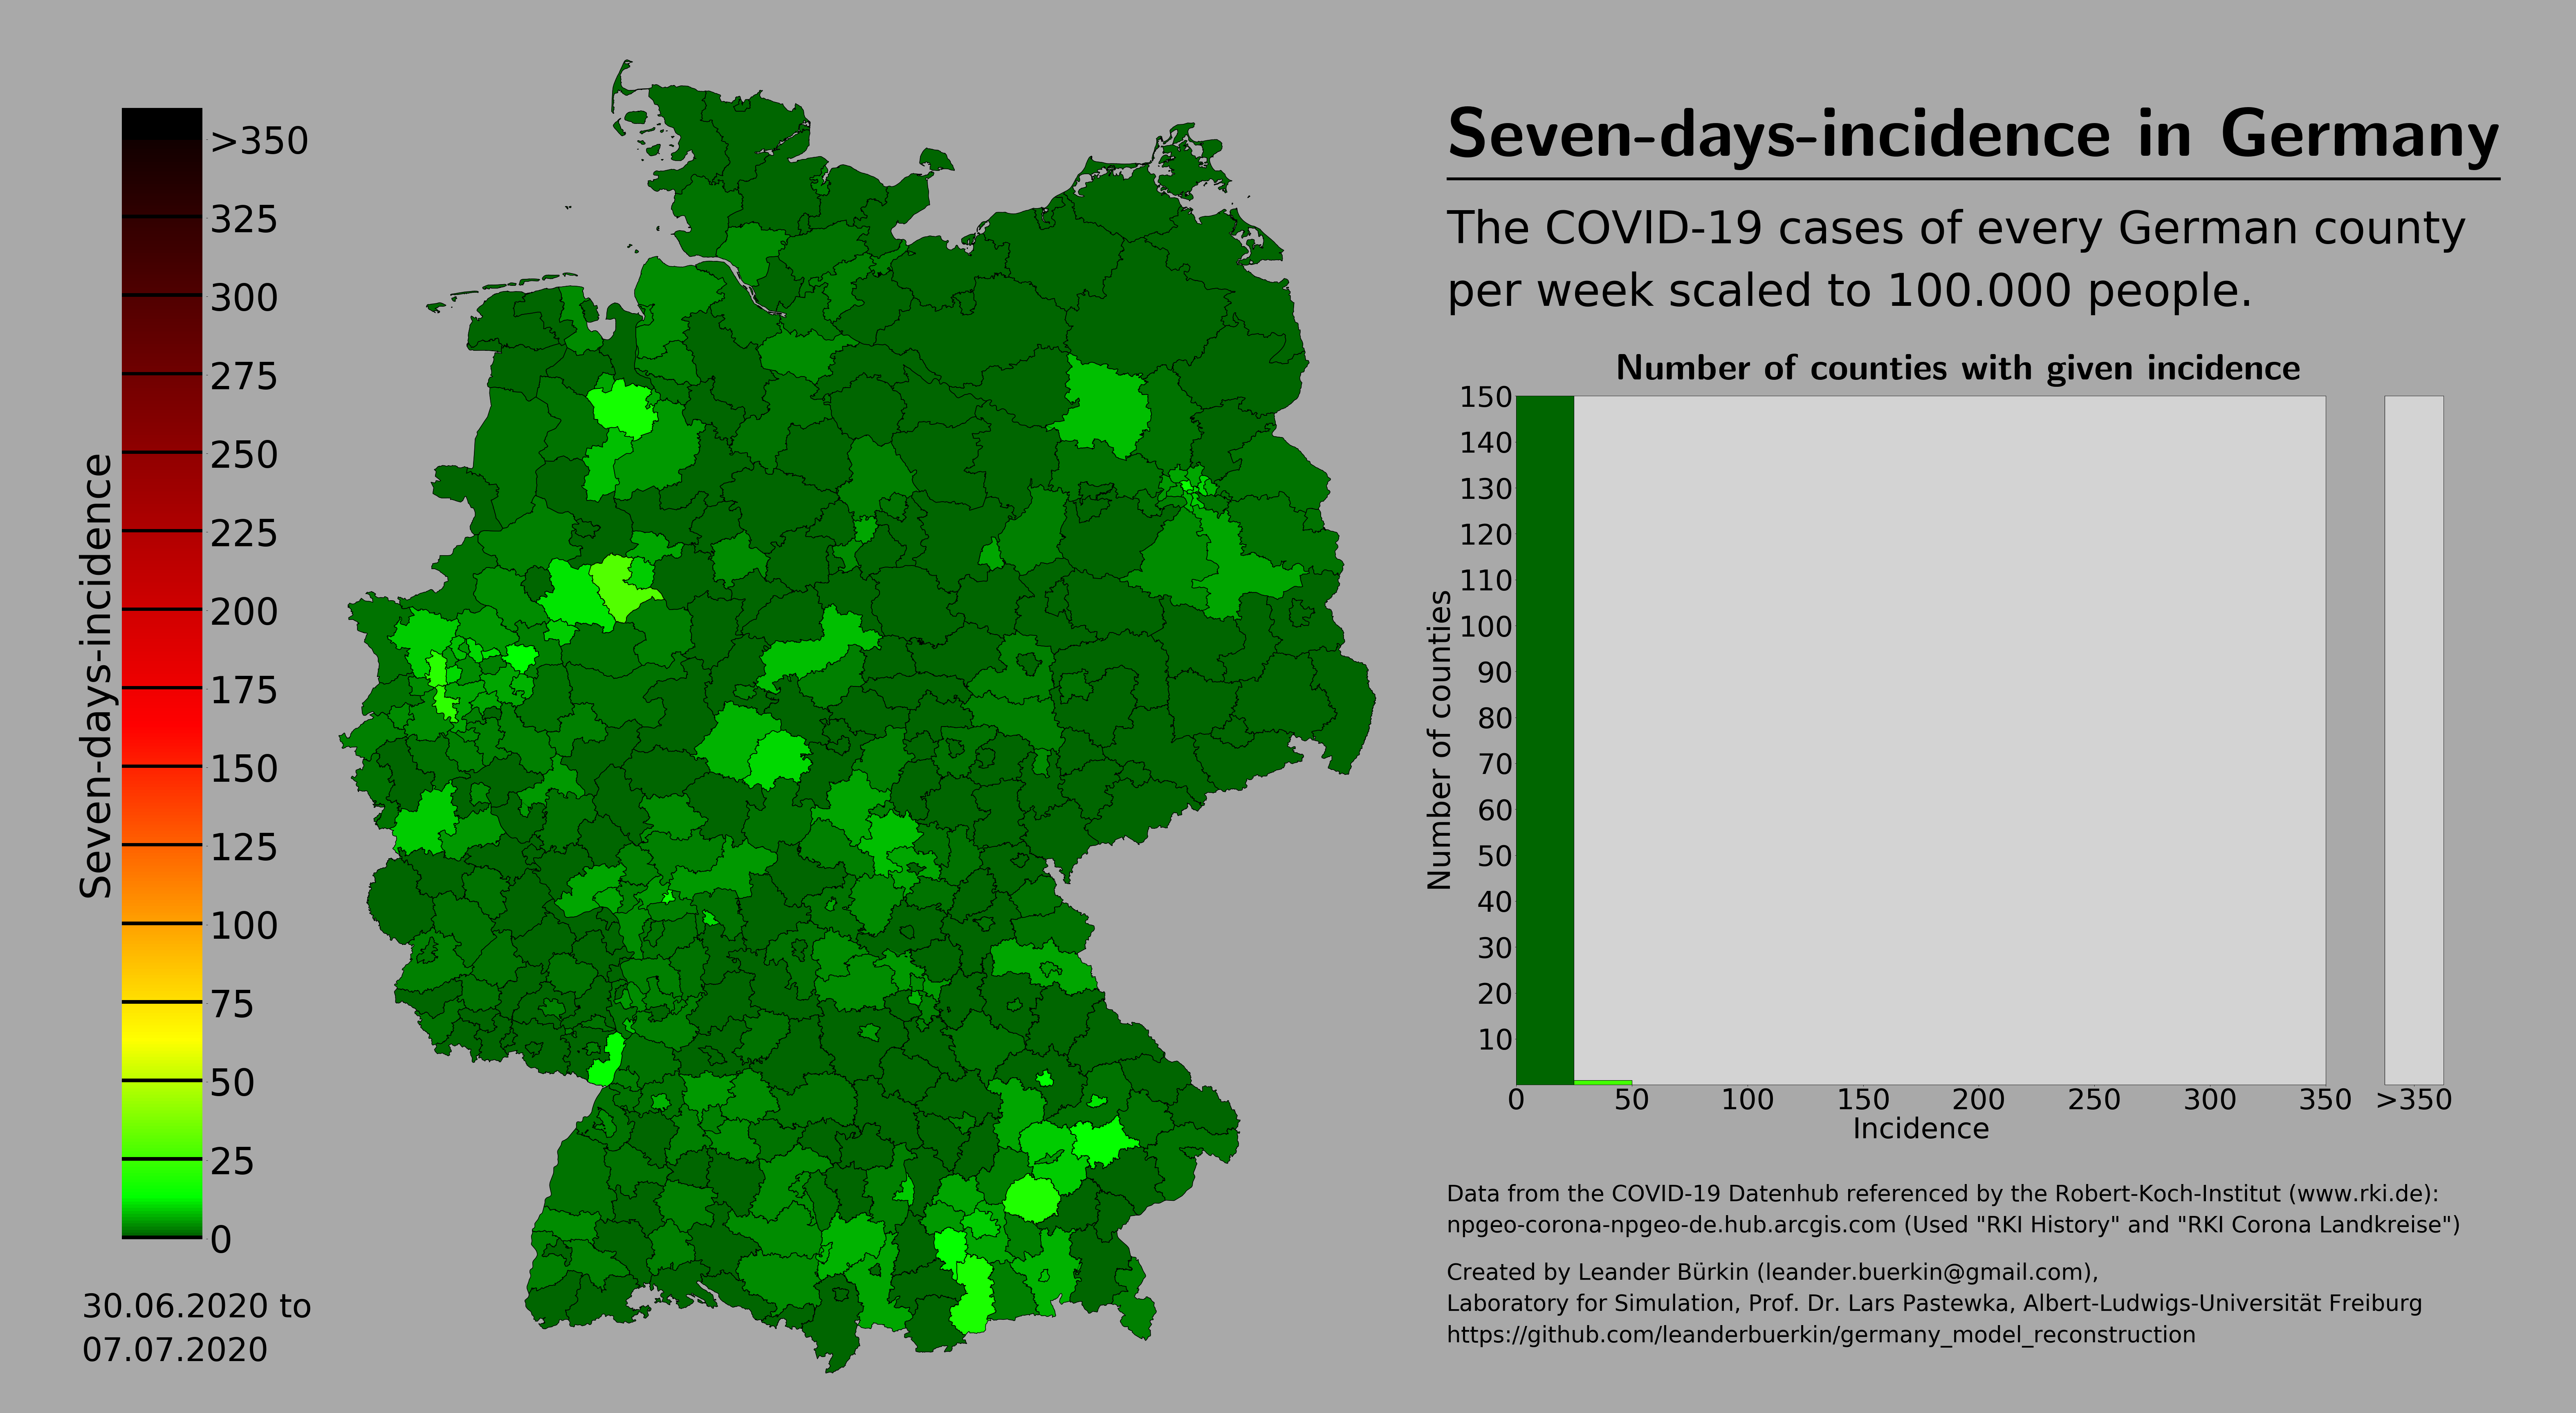 Seven-days-incidence in Germany
The COVID-19 cases of every German county
per week scaled to 100.000 people.
Seven-days-incidence
>350
325
300
275
250
225
200
175
150
125
100
75
50
25
0
30.06.2020 to
07.07.2020
Number of counties with given incidence
Number of counties
150
140
130
120
110
100
90
80
70
60
50
40
30
20
10
0 50 100 150 200 250 300 350 >350
Incidence
Data from the COVID-19 Datenhub referenced by the Robert-Koch-Institut (www.rki.de):
npgeo-corona-npgeo-de.hub.arcgis.com (Used "RKI History" and "RKI Corona Landkreise")
Created by Leander Bürkin (leander.buerkin@gmail.com),
Laboratory for Simulation, Prof. Dr. Lars Pastewka, Albert-Ludwigs-Universität Freiburg
https://github.com/leanderbuerkin/germany_model_reconstruction